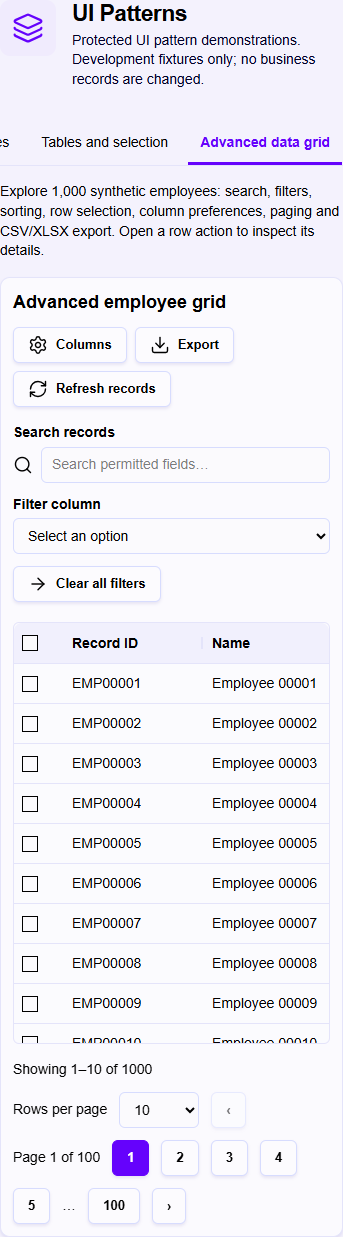 UI Patterns
Protected UI pattern demonstrations.
Development fixtures only; no business
records are changed.
s
Tables and selection
Advanced data grid
Explore 1,000 synthetic employees: search, filters,
sorting, row selection, column preferences, paging and
CSV/XLSX export. Open a row action to inspect its
details.
Advanced employee grid
Columns
Export
Refresh records
Search records
Search permitted fields...
Filter column
Select an option
Clear all filters
Record ID Name
EMP00001 Employee 00001
EMP00002 Employee 00002
EMP00003 Employee 00003
EMP00004 Employee 00004
EMP00005 Employee 00005
EMP00006 Employee 00006
EMP00007 Employee 00007
EMP00008 Employee 00008
EMP00009 Employee 00009
EMP00010 Employee 00010
Showing 1–10 of 1000
Rows per page 10 ‹
Page 1 of 100 1 2 3 4
5 … 100 ›